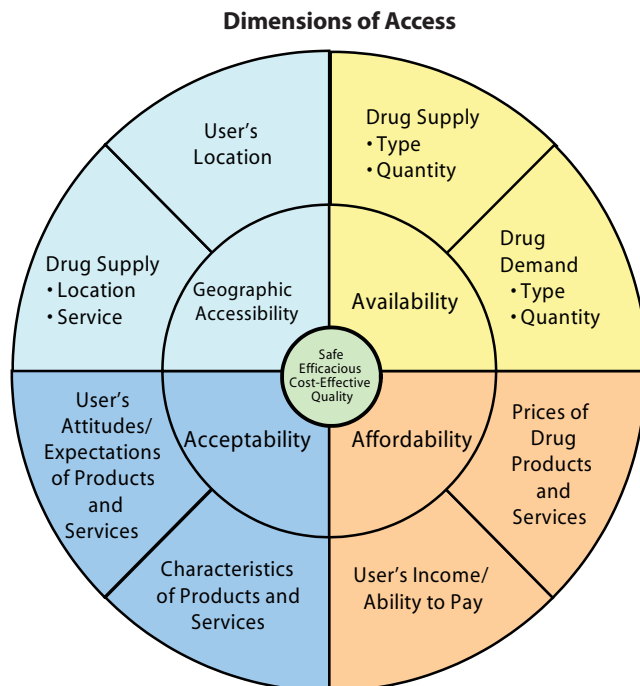 Dimensions of Access
User's
Location
Drug Supply
• Type
• Quantity
Drug Supply
• Location
• Service
Drug
Demand
• Type
• Quantity
Geographic
Accessibility
Availability
Safe
Efficacious
Cost-Effective
Quality
User's
Attitudes/
Expectations
of Products
and
Services
Acceptability
Affordability
Prices of
Drug
Products
and
Services
Characteristics
of Products and
Services
User's Income/
Ability to Pay